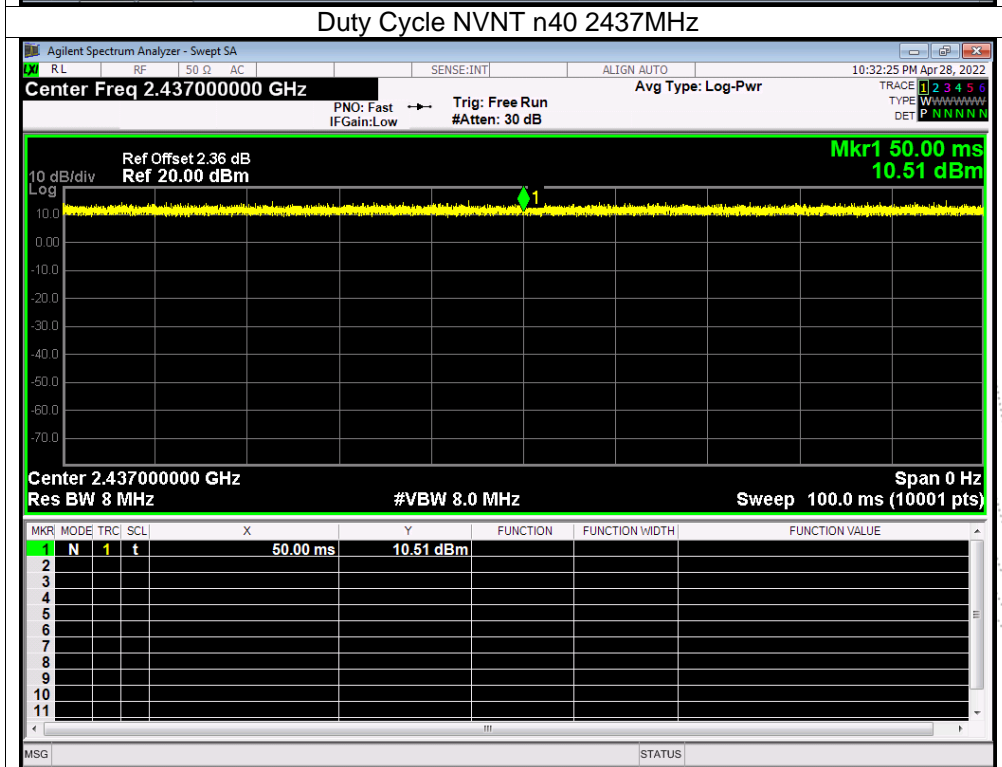 Duty Cycle NVNT n40 2437MHz
Agilent Spectrum Analyzer - Swept SA
LXI RL RF 50 Ω AC SENSE:INT ALIGN AUTO 10:32:25 PM Apr 28, 2022
Center Freq 2.437000000 GHz
PNO: Fast
IFGain:Low
Trig: Free Run
#Atten: 30 dB
Avg Type: Log-Pwr
TRACE 1 2 3 4 5 6
TYPE W
DET P N N N N N
Mkr1 50.00 ms
10.51 dBm
Ref Offset 2.36 dB
10 dB/div Ref 20.00 dBm
Log
1
10.0
0.00
-10.0
-20.0
-30.0
-40.0
-50.0
-60.0
-70.0
Center 2.437000000 GHz Span 0 Hz
Res BW 8 MHz #VBW 8.0 MHz Sweep 100.0 ms (10001 pts)
MKR MODE TRC SCL X Y FUNCTION FUNCTION WIDTH FUNCTION VALUE
1 N 1 t 50.00 ms 10.51 dBm
2
3
4
5
6
7
8
9
10
11
MSG STATUS